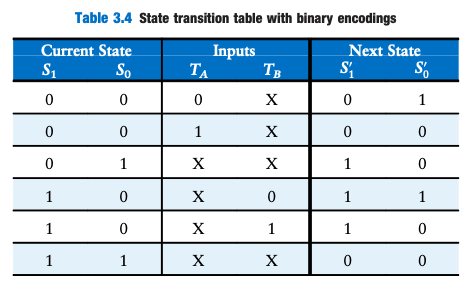 Table 3.4 State transition table with binary encodings
Current State Inputs Next State
S1 S0 TA TB S′1 S′0
0 0 0 X 0 1
0 0 1 X 0 0
0 1 X X 1 0
1 0 X 0 1 1
1 0 X 1 1 0
1 1 X X 0 0